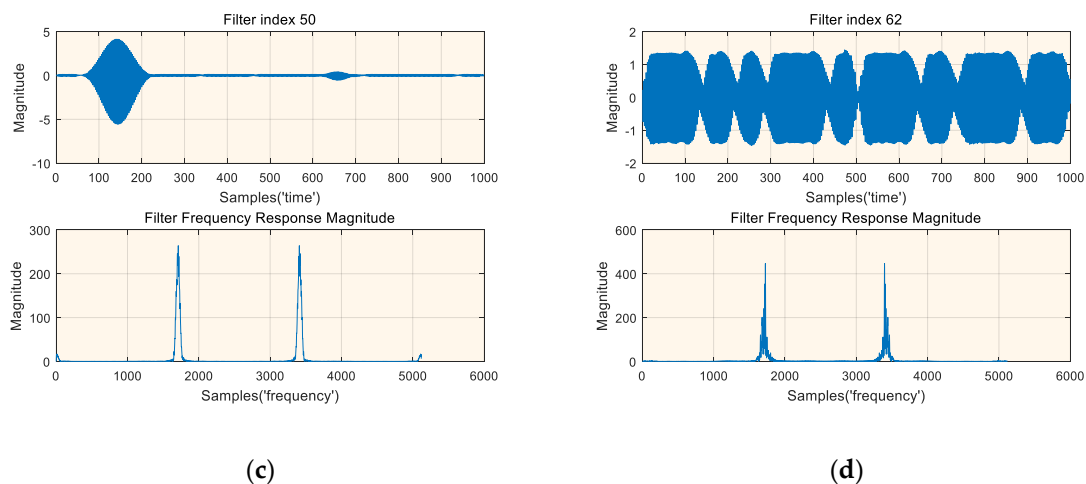 Filter index 50
5
0
-5
-10
Magnitude
0 100 200 300 400 500 600 700 800 900 1000
Samples('time')
Filter Frequency Response Magnitude
300
200
100
0
Magnitude
0 1000 2000 3000 4000 5000 6000
Samples('frequency')
(c)
Filter index 62
2
1
0
-1
-2
Magnitude
0 100 200 300 400 500 600 700 800 900 1000
Samples('time')
Filter Frequency Response Magnitude
600
400
200
0
Magnitude
0 1000 2000 3000 4000 5000 6000
Samples('frequency')
(d)